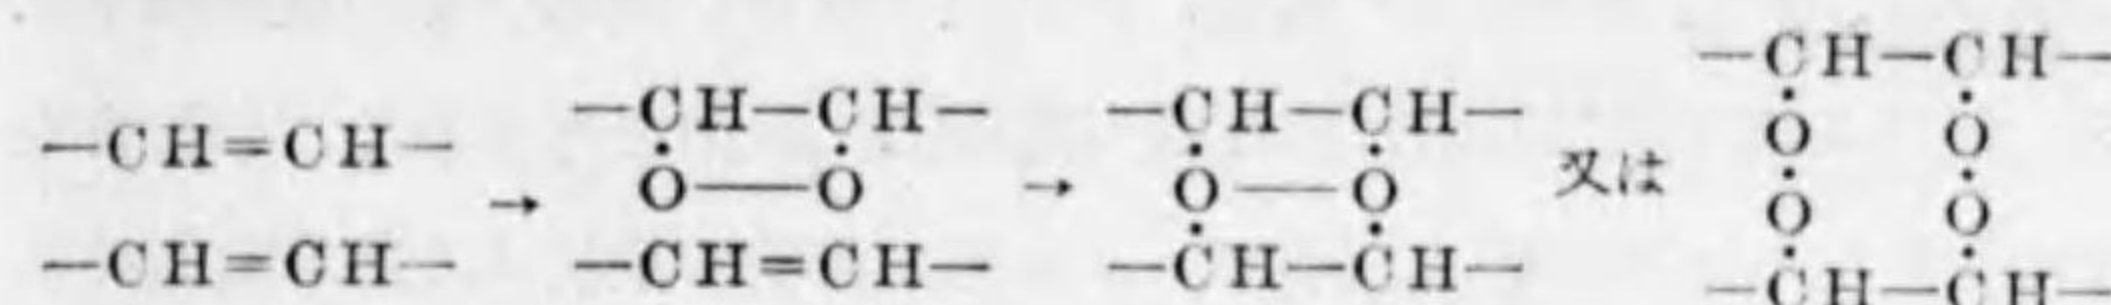 —CH—CH—
—CH—CH— —CH—CH— · ·
—CH=CH— · · · · O O
→ O—O → O—O 又は · ·
—CH=CH— —CH=CH— · · O O
—CH—CH— · ·
—CH—CH—